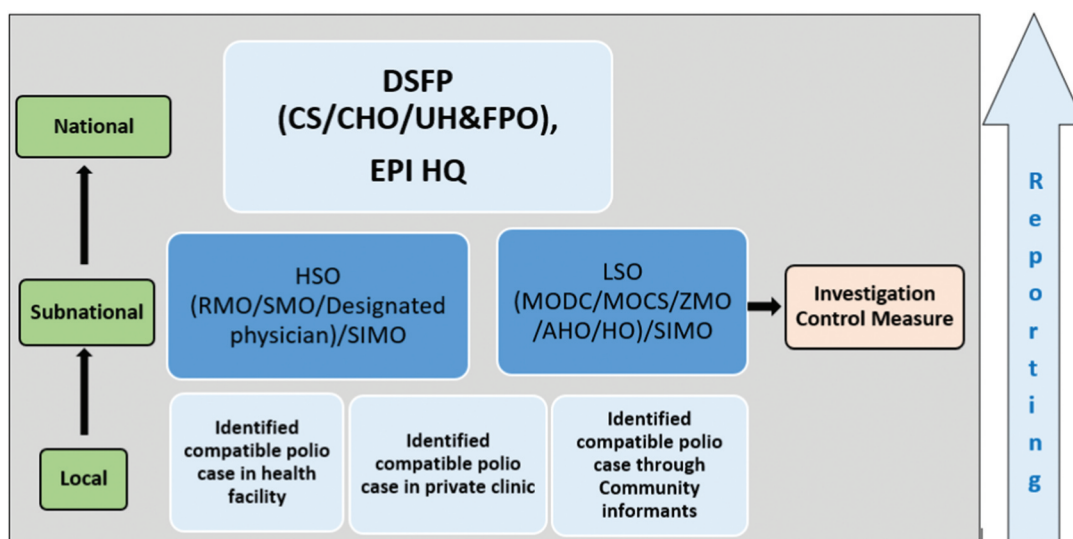 DSFP
(CS/CHO/UH&FPO),
EPI HQ
National
HSO
(RMO/SMO/Designated
physician)/SIMO
LSO
(MODC/MOCS/ZMO
/AHO/HO)/SIMO
Investigation
Control Measure
Subnational
Identified
compatible polio
case in health
facility
Identified
compatible polio
case in private clinic
Identified
compatible polio
case through
Community
informants
Local
Reporting